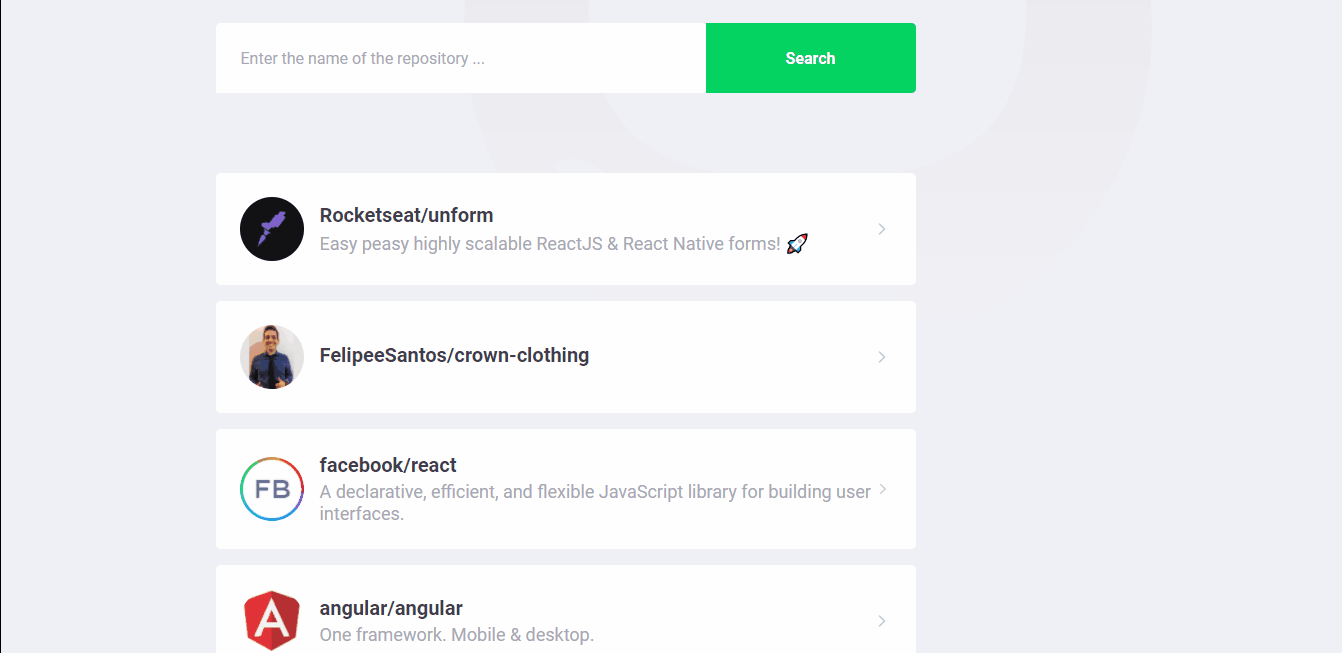 Enter the name of the repository ...
Search
Rocketseat/unform
Easy peasy highly scalable ReactJS & React Native forms! 🚀
FelipeeSantos/crown-clothing
facebook/react
FB
A declarative, efficient, and flexible JavaScript library for building user
interfaces.
angular/angular
A
One framework. Mobile & desktop.